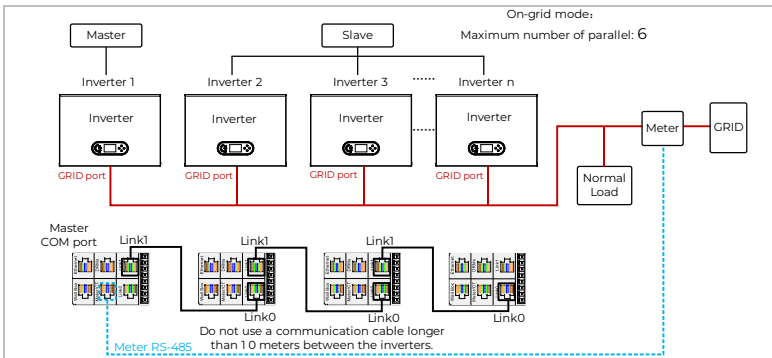 On-grid mode:
Maximum number of parallel: 6
Master
Slave
Inverter 1
Inverter 2
Inverter 3
......
Inverter n
Inverter
Inverter
Inverter
Inverter
GRID port
GRID port
GRID port
GRID port
Meter
GRID
Normal
Load
Master
COM port
Link1
Link1
Link1
Link0
Link0
Link0
Meter RS-485
Do not use a communication cable longer
than 10 meters between the inverters.